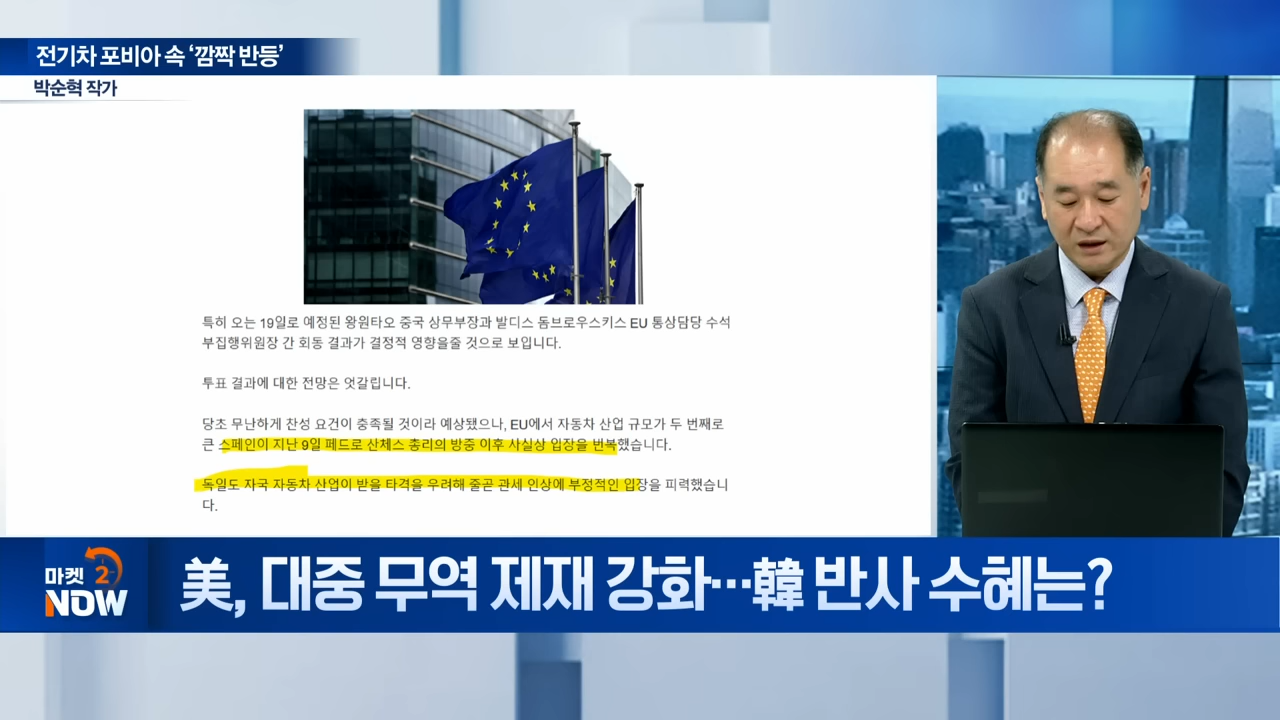 전기차 포비아 속 ‘깜짝 반등’
박순혁 작가
특히 오는 19일로 예정된 왕원타오 중국 상무부장과 발디스 돔브로우스키스 EU 통상담당 수석
부집행위원장 간 회동 결과가 결정적 영향을줄 것으로 보입니다.
투표 결과에 대한 전망은 엇갈립니다.
당초 무난하게 찬성 요건이 충족될 것이라 예상됐으나, EU에서 자동차 산업 규모가 두 번째로
큰 스페인이 지난 9일 페드로 산체스 총리의 방중 이후 사실상 입장을 번복했습니다.
독일도 자국 자동차 산업이 받을 타격을 우려해 줄곧 관세 인상에 부정적인 입장을 피력했습니
다.
마켓 2
NOW
美, 대중 무역 제재 강화…韓 반사 수혜는?